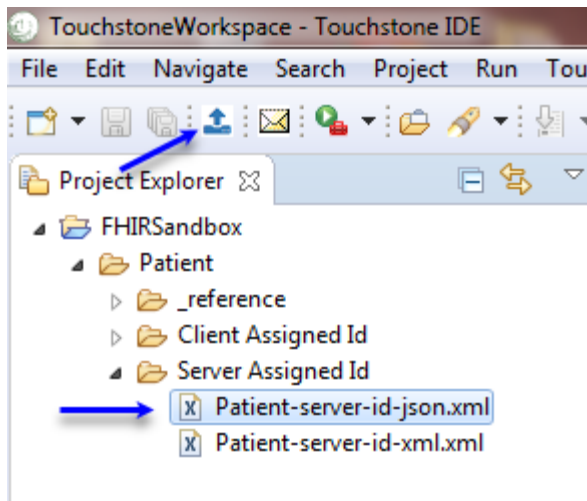 TouchstoneWorkspace - Touchstone IDE
File Edit Navigate Search Project Run Tou
Project Explorer
FHIRSandbox
Patient
_reference
Client Assigned Id
Server Assigned Id
Patient-server-id-json.xml
Patient-server-id-xml.xml